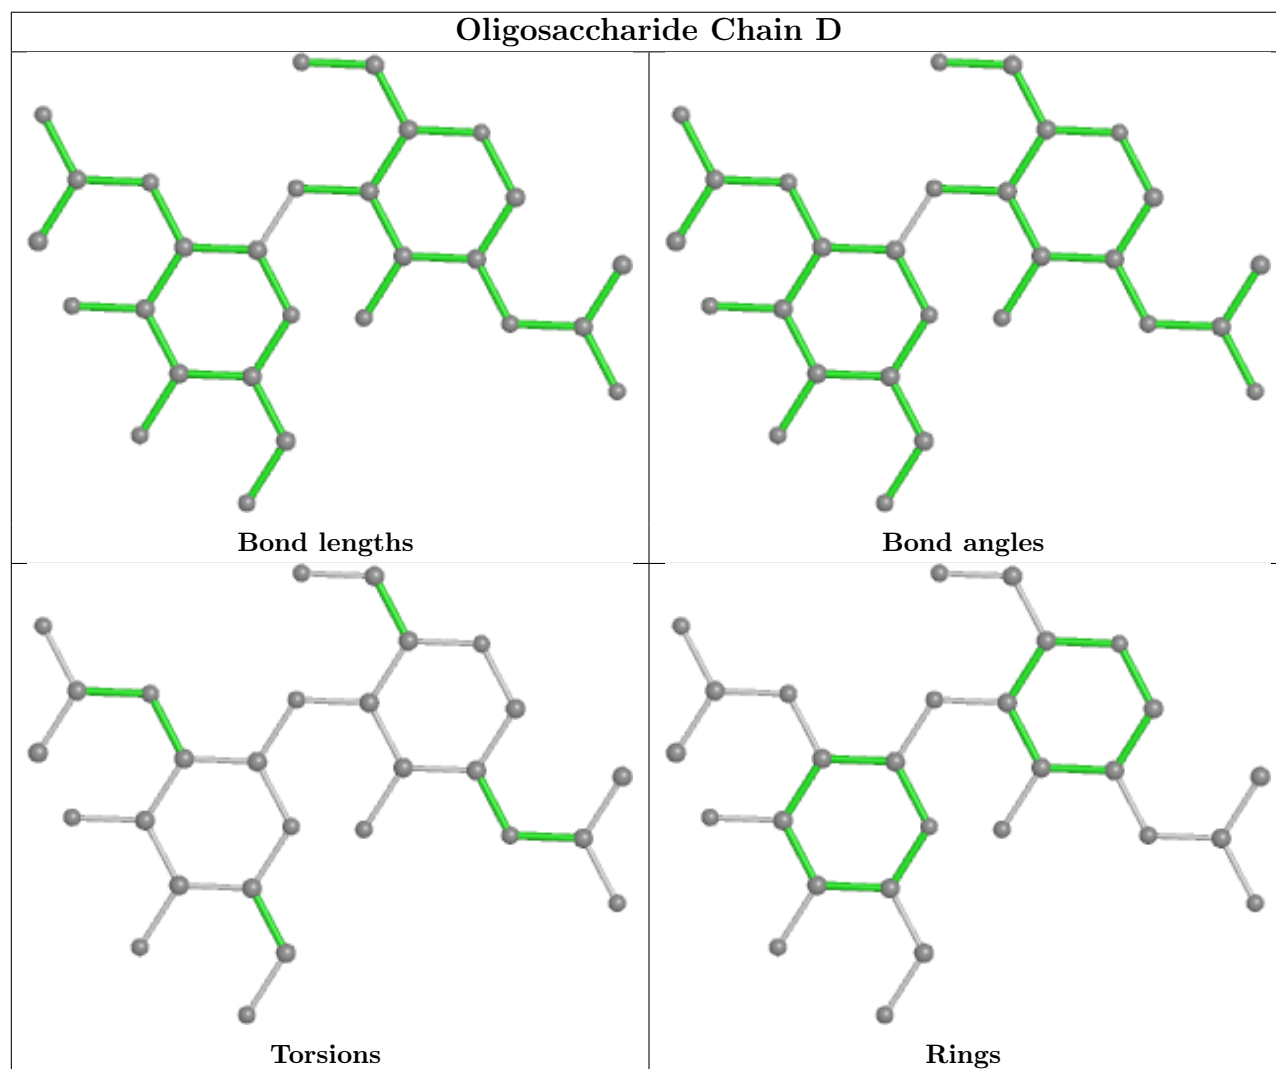 Oligosaccharide Chain D
Bond lengths
Bond angles
Torsions
Rings